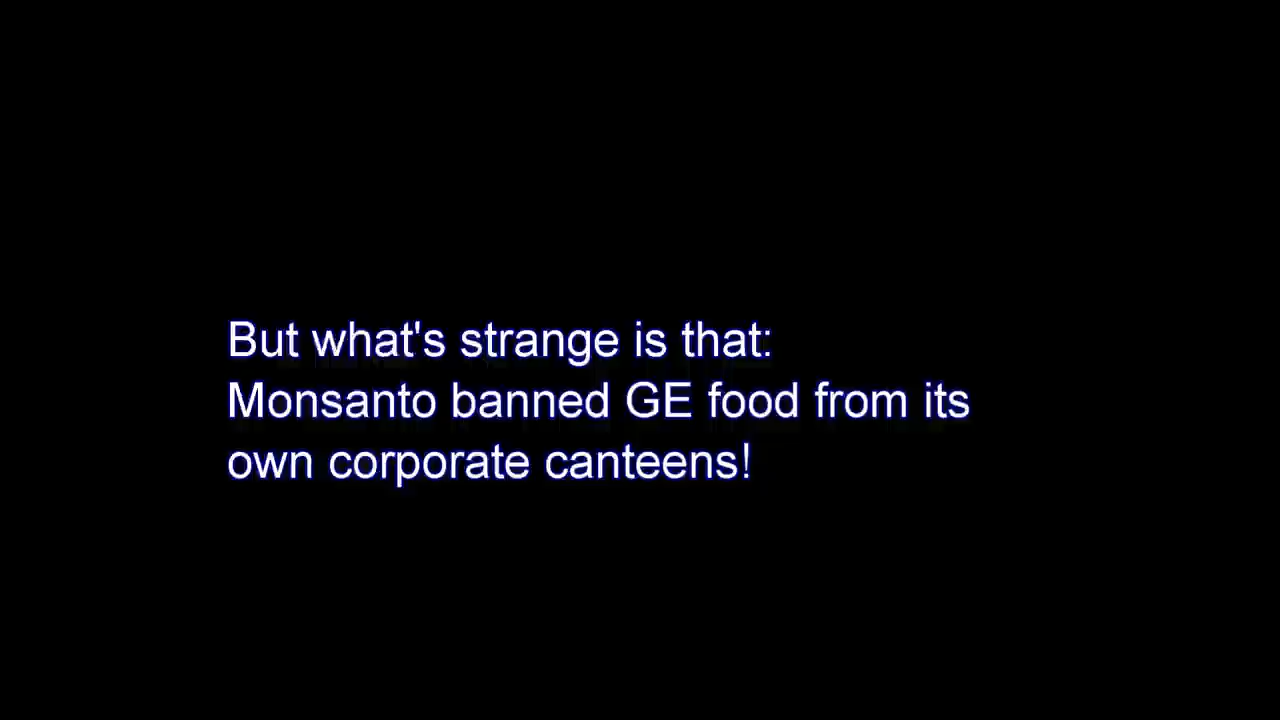 But what's strange is that:
Monsanto banned GE food from its
own corporate canteens!